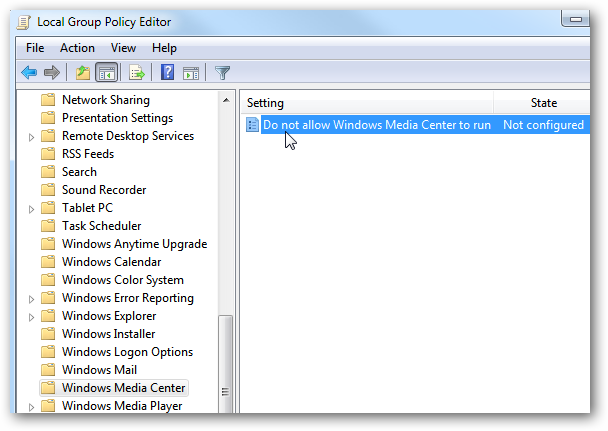 Local Group Policy Editor
File Action View Help
Network Sharing
Presentation Settings
Remote Desktop Services
RSS Feeds
Search
Sound Recorder
Tablet PC
Task Scheduler
Windows Anytime Upgrade
Windows Calendar
Windows Color System
Windows Error Reporting
Windows Explorer
Windows Installer
Windows Logon Options
Windows Mail
Windows Media Center
Windows Media Player
Setting State
Do not allow Windows Media Center to run Not configured